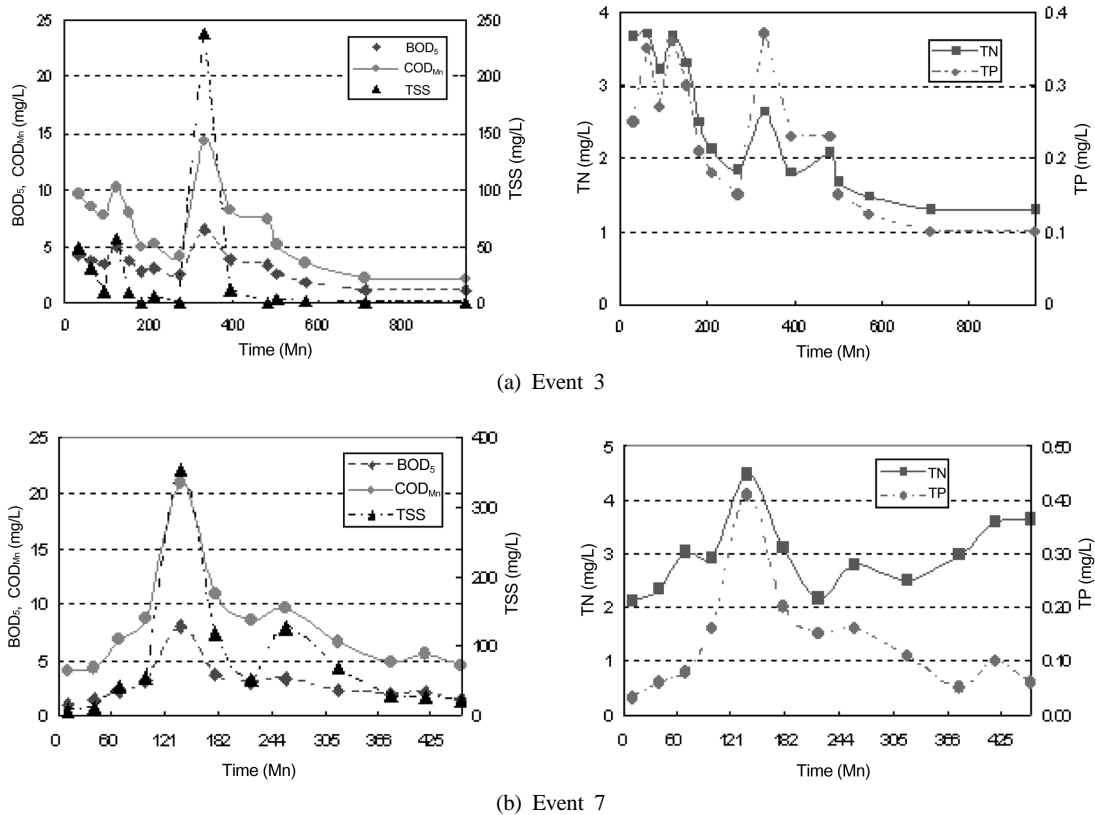 25
20
15
10
5
0
BOD₅, COD_Mn (mg/L)
250
200
150
100
50
0
TSS (mg/L)
BOD₅
COD_Mn
TSS
0 200 400 600 800
Time (Mn)
4
3
2
1
0
TN (mg/L)
0.4
0.3
0.2
0.1
0
TP (mg/L)
TN
TP
0 200 400 600 800
Time (Mn)
(a) Event 3
25
20
15
10
5
0
BOD₅, COD_Mn (mg/L)
400
300
200
100
0
TSS (mg/L)
BOD₅
COD_Mn
TSS
0 60 121 182 244 305 366 425
Time (Mn)
5
4
3
2
1
0
TN (mg/L)
0.50
0.40
0.30
0.20
0.10
0.00
TP (mg/L)
TN
TP
0 60 121 182 244 305 366 425
Time (Mn)
(b) Event 7